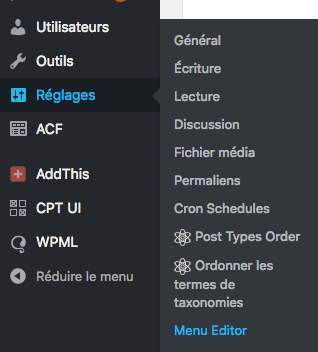 Utilisateurs
Outils
Réglages
ACF
AddThis
CPT UI
WPML
Réduire le menu
Général
Écriture
Lecture
Discussion
Fichier média
Permaliens
Cron Schedules
Post Types Order
Ordonner les
termes de
taxonomies
Menu Editor